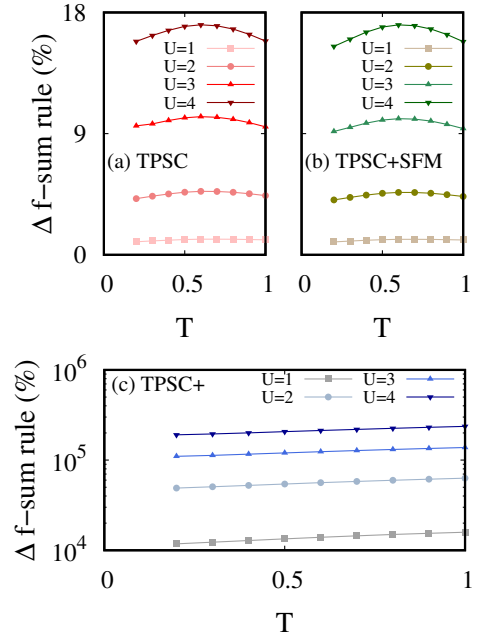 18
9
0
Δ f−sum rule (%)
U=1
U=2
U=3
U=4
(a) TPSC
0.5
1
T
U=1
U=2
U=3
U=4
(b) TPSC+SFM
0.5
1
T
10^6
10^5
10^4
Δ f−sum rule (%)
(c) TPSC+
U=1 U=3
U=2 U=4
0
0.5
1
T